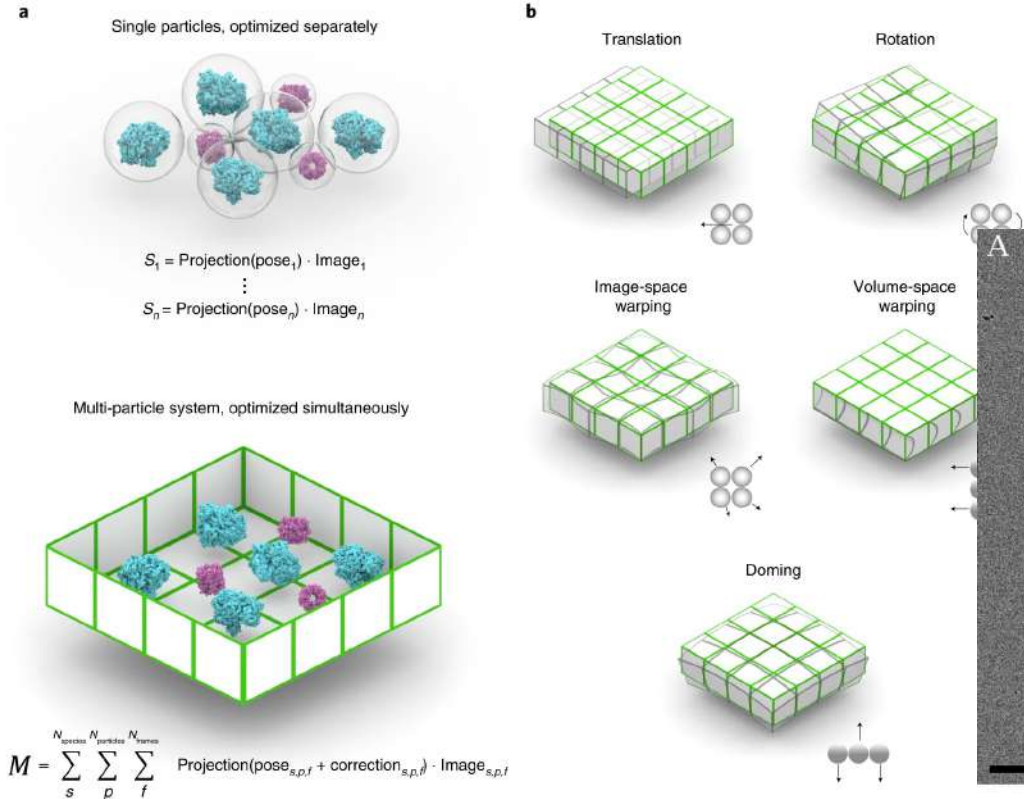 a
Single particles, optimized separately
S1 = Projection(pose1) · Image1
⋮
Sn = Projection(posen) · Imagen
Multi-particle system, optimized simultaneously
Nspecies Nparticles Nframes
M = ∑ ∑ ∑ Projection(poses,p,f + corrections,p,f) · Images,p,f
s p f
b
Translation
Rotation
Image-space
warping
Volume-space
warping
Doming
A